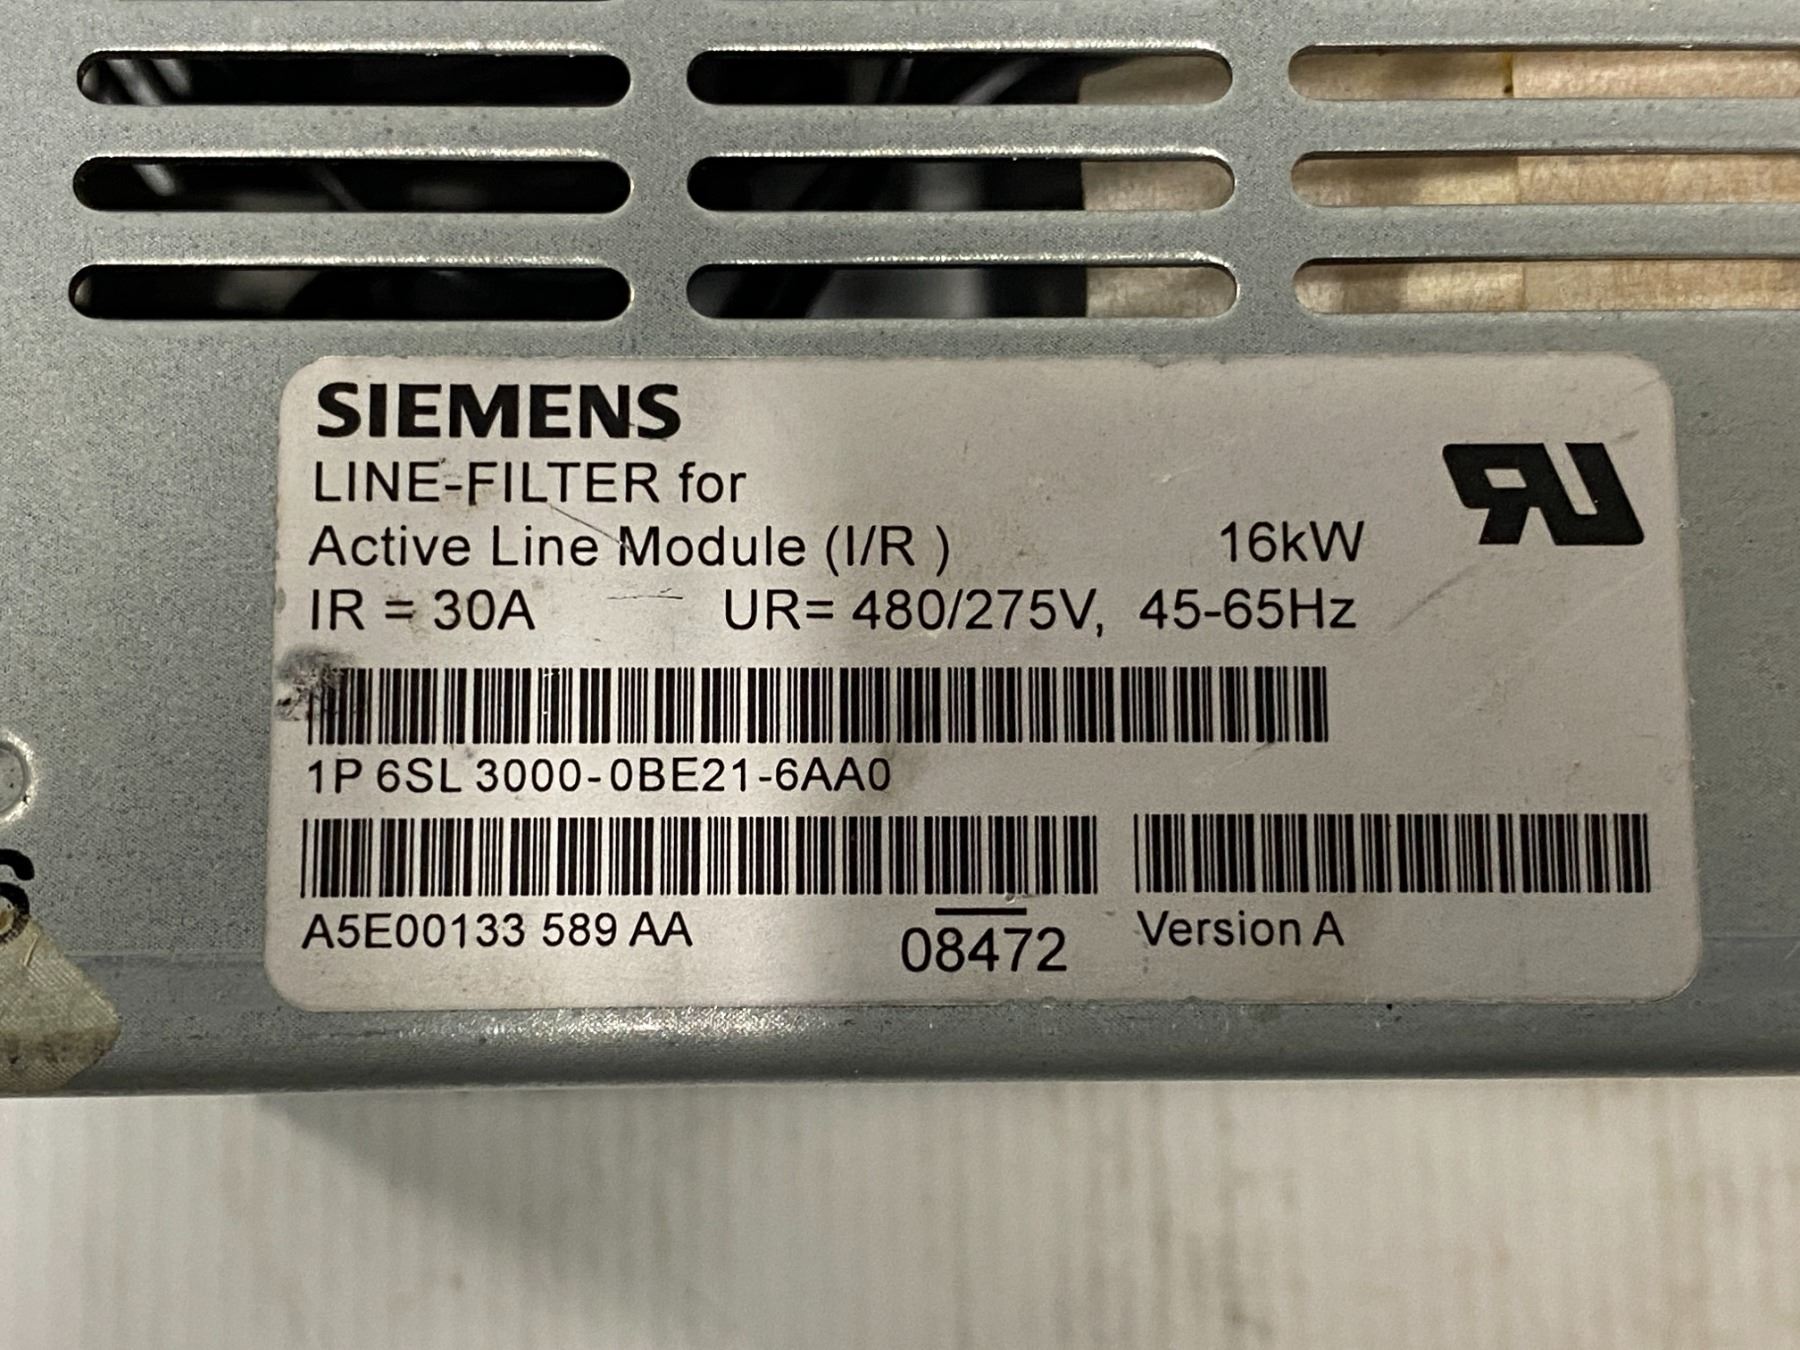 SIEMENS
LINE-FILTER for
Active Line Module (I/R ) 16kW
IR = 30A UR= 480/275V, 45-65Hz
1P 6SL 3000-0BE21-6AA0
A5E00133 589 AA 08472 Version A
6